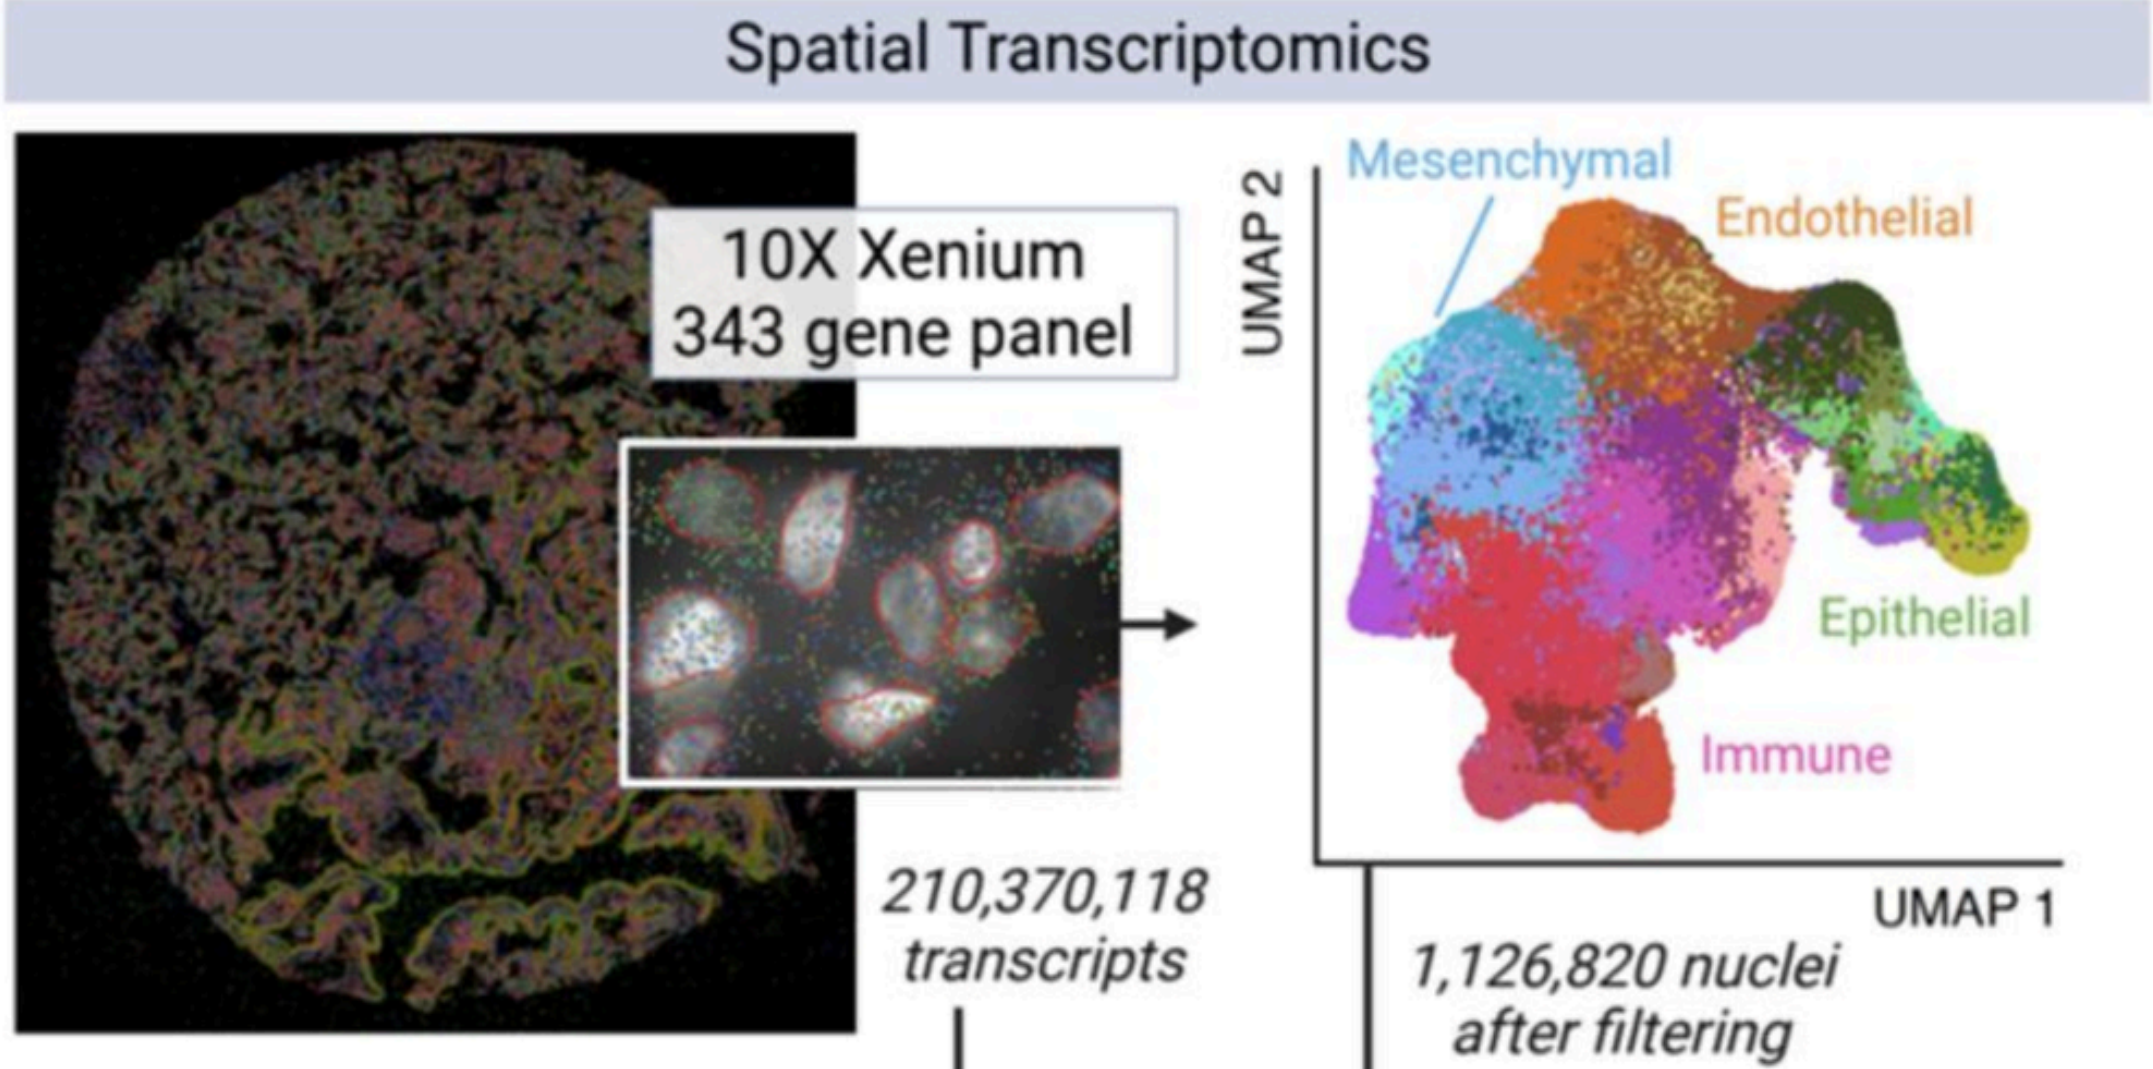 Spatial Transcriptomics
10X Xenium
343 gene panel
210,370,118
transcripts
UMAP 2
Mesenchymal
Endothelial
Epithelial
Immune
UMAP 1
1,126,820 nuclei
after filtering